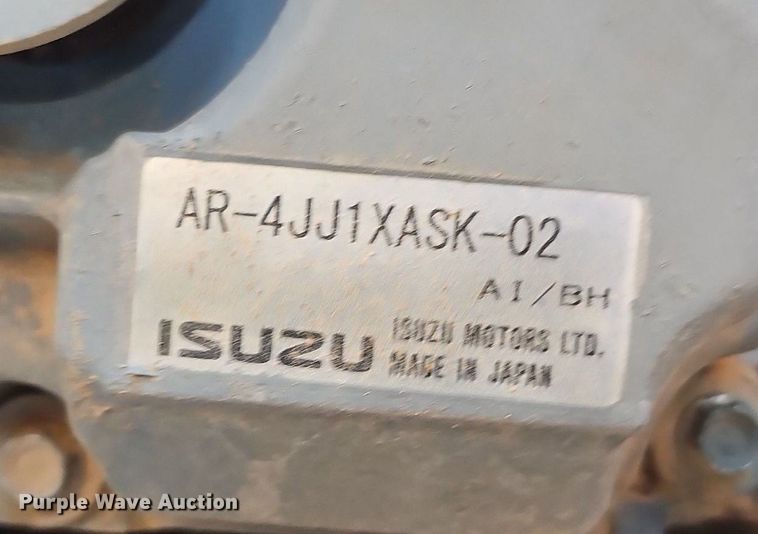 AR-4JJ1XASK-02
AI/BH
ISUZU
ISUZU MOTORS LTD.
MADE IN JAPAN
Purple Wave Auction